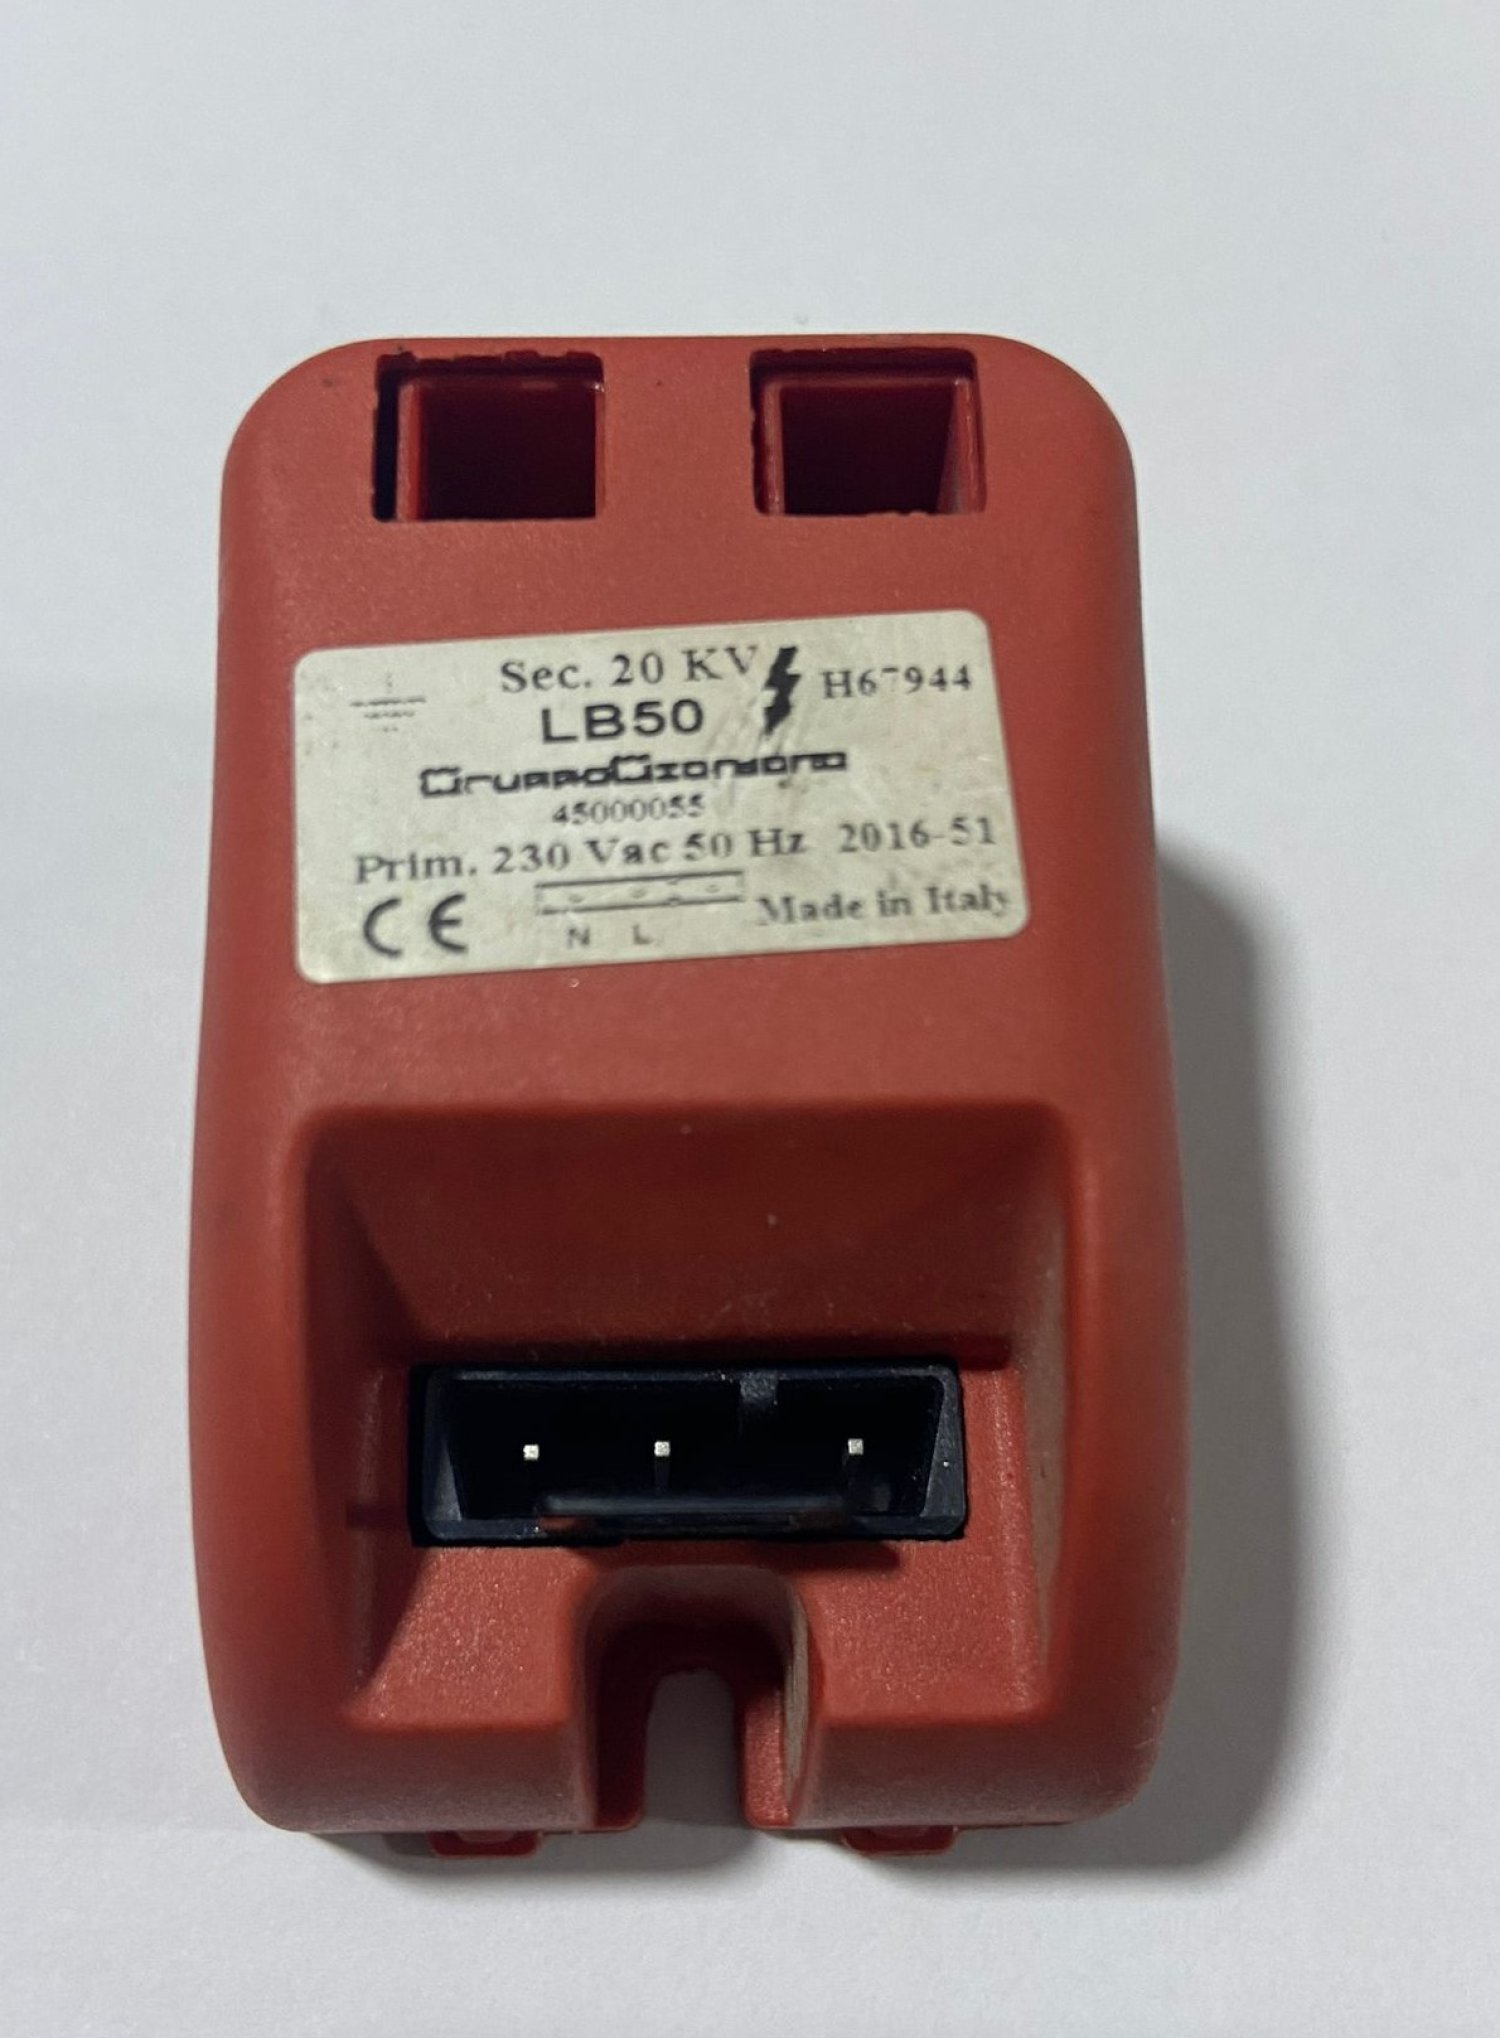 Sec. 20 KV H67944
LB50
GruppoGiordano
45000055
Prim. 230 Vac 50 Hz 2016-51
CE Made in Italy
N L